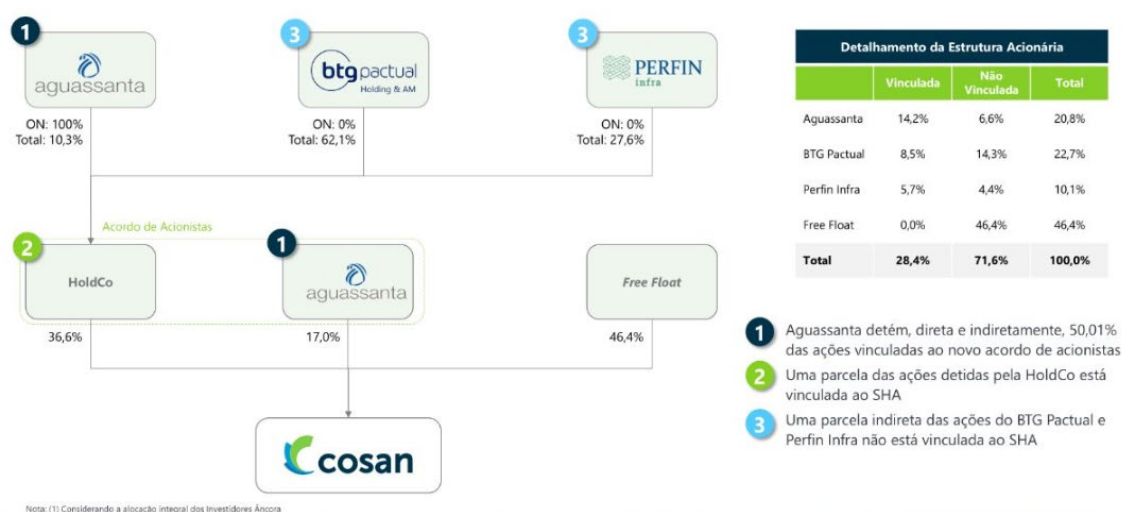 1
3
3
aguassanta
btgpactual
Holding & AM
PERFIN
infra
ON: 100%
Total: 10,3%
ON: 0%
Total: 62,1%
ON: 0%
Total: 27,6%
Acordo de Acionistas
2
1
HoldCo
aguassanta
Free Float
36,6%
17,0%
46,4%
cosan
Detalhamento da Estrutura Acionária
Vinculada Não Vinculada Total
Aguassanta 14,2% 6,6% 20,8%
BTG Pactual 8,5% 14,3% 22,7%
Perfin Infra 5,7% 4,4% 10,1%
Free Float 0,0% 46,4% 46,4%
Total 28,4% 71,6% 100,0%
1 Aguassanta detém, direta e indiretamente, 50,01%
das ações vinculadas ao novo acordo de acionistas
2 Uma parcela das ações detidas pela HoldCo está
vinculada ao SHA
3 Uma parcela indireta das ações do BTG Pactual e
Perfin Infra não está vinculada ao SHA
Nota: (1) Considerando a alocação integral dos Investidores Âncora